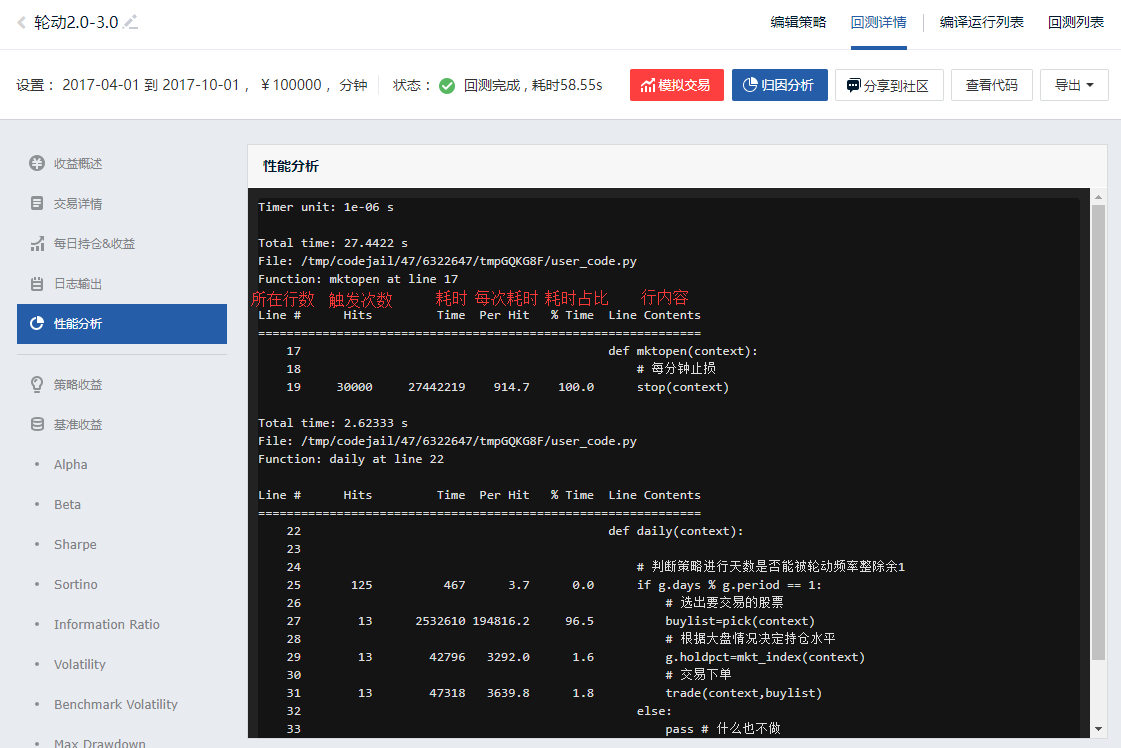 轮动2.0-3.0
编辑策略 回测详情 编译运行列表 回测列表
设置： 2017-04-01 到 2017-10-01 ， ￥100000 ， 分钟 状态： 回测完成 , 耗时58.55s 模拟交易 归因分析 分享到社区 查看代码 导出
收益概述
交易详情
每日持仓&收益
日志输出
性能分析
策略收益
基准收益
Alpha
Beta
Sharpe
Sortino
Information Ratio
Volatility
Benchmark Volatility
Max Drawdown
性能分析
Timer unit: 1e-06 s
Total time: 27.4422 s
File: /tmp/codejail/47/6322647/tmpGQKG8F/user_code.py
Function: mktopen at line 17
所在行数 触发次数 耗时 每次耗时 耗时占比 行内容
Line # Hits Time Per Hit % Time Line Contents
==============================================================
17 def mktopen(context):
18 # 每分钟止损
19 30000 27442219 914.7 100.0 stop(context)
Total time: 2.62333 s
File: /tmp/codejail/47/6322647/tmpGQKG8F/user_code.py
Function: daily at line 22
Line # Hits Time Per Hit % Time Line Contents
==============================================================
22 def daily(context):
23
24 # 判断策略进行天数是否能被轮动频率整除余1
25 125 467 3.7 0.0 if g.days % g.period == 1:
26 # 选出要交易的股票
27 13 2532610 194816.2 96.5 buylist=pick(context)
28 # 根据大盘情况决定持仓水平
29 13 42796 3292.0 1.6 g.holdpct=mkt_index(context)
30 # 交易下单
31 13 47318 3639.8 1.8 trade(context,buylist)
32 else:
33 pass # 什么也不做